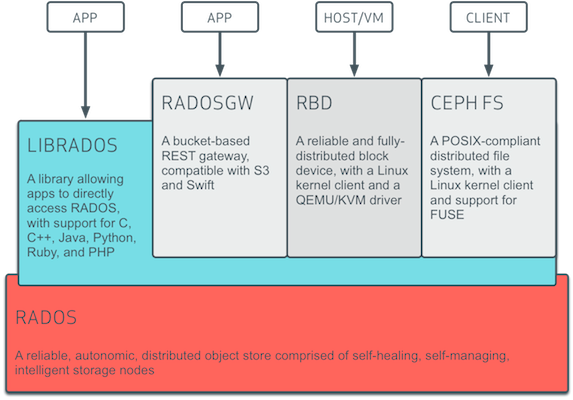 APP
APP
HOST/VM
CLIENT
LIBRADOS
A library allowing
apps to directly
access RADOS,
with support for C,
C++, Java, Python,
Ruby, and PHP
RADOSGW
A bucket-based
REST gateway,
compatible with S3
and Swift
RBD
A reliable and fully-
distributed block
device, with a Linux
kernel client and a
QEMU/KVM driver
CEPH FS
A POSIX-compliant
distributed file
system, with a
Linux kernel client
and support for
FUSE
RADOS
A reliable, autonomic, distributed object store comprised of self-healing, self-managing,
intelligent storage nodes